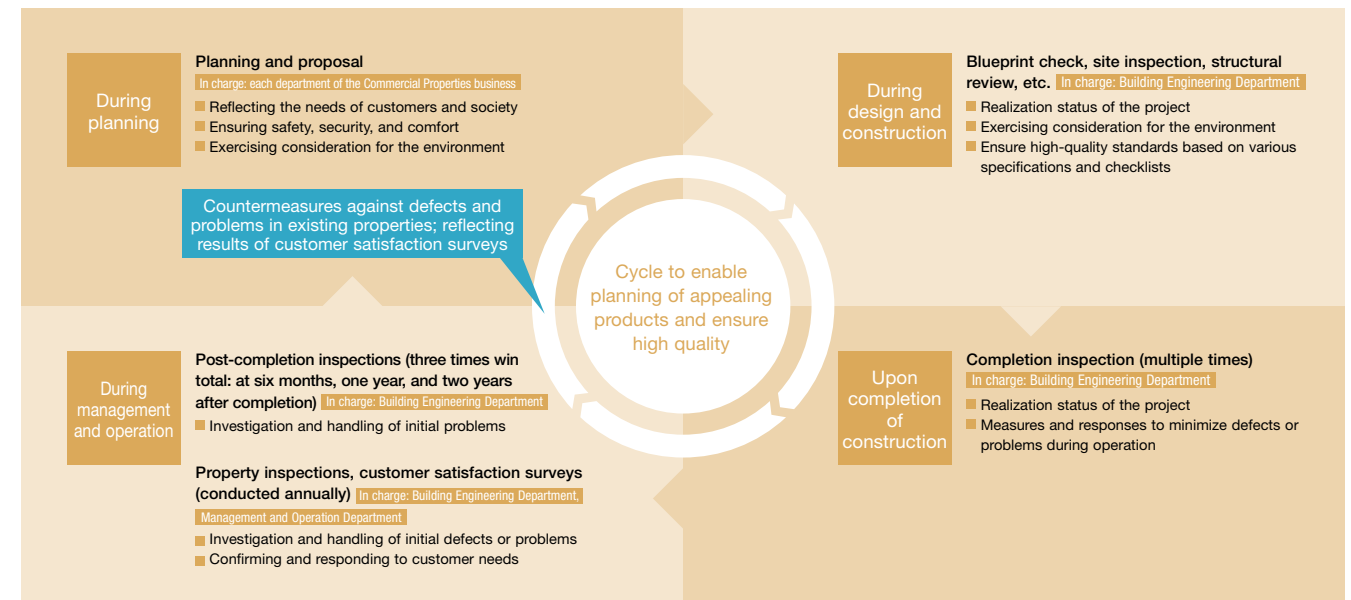 During
planning
Planning and proposal
In charge: each department of the Commercial Properties business
Reflecting the needs of customers and society
Ensuring safety, security, and comfort
Exercising consideration for the environment
During
design and
construction
Blueprint check, site inspection, structural
review, etc. In charge: Building Engineering Department
Realization status of the project
Exercising consideration for the environment
Ensure high-quality standards based on various
specifications and checklists
Countermeasures against defects and
problems in existing properties; reflecting
results of customer satisfaction surveys
Cycle to enable
planning of appealing
products and ensure
high quality
During
management
and operation
Post-completion inspections (three times win
total: at six months, one year, and two years
after completion) In charge: Building Engineering Department
Investigation and handling of initial problems
Property inspections, customer satisfaction surveys
(conducted annually) In charge: Building Engineering Department,
Management and Operation Department
Investigation and handling of initial defects or problems
Confirming and responding to customer needs
Upon
completion
of
construction
Completion inspection (multiple times)
In charge: Building Engineering Department
Realization status of the project
Measures and responses to minimize defects or
problems during operation